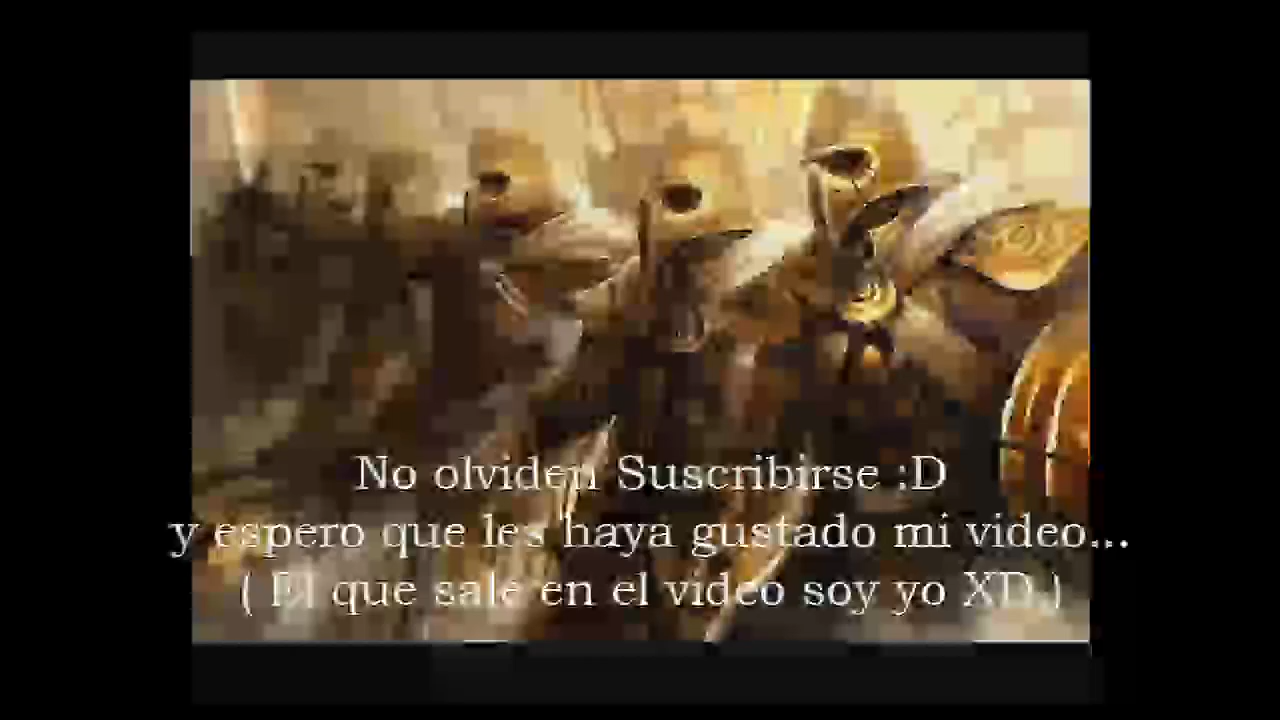 No olviden Suscribirse :D
y espero que les haya gustado mi video...
( El que sale en el video soy yo XD )